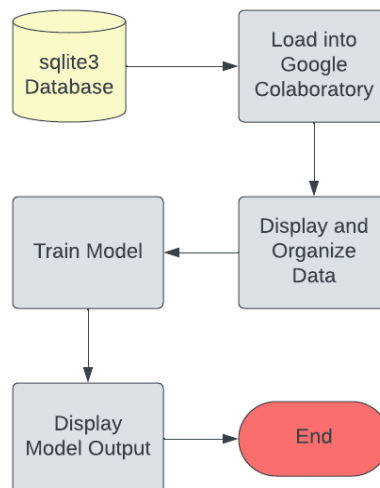 sqlite3
Database
Load into
Google
Colaboratory
Display and
Organize
Data
Train Model
Display
Model Output
End